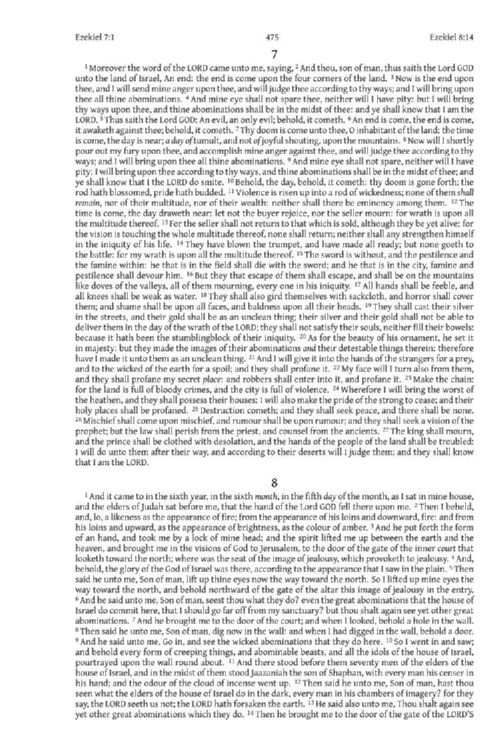 Ezekiel 7:1 475 Ezekiel 8:14
7
1 Moreover the word of the LORD came unto me, saying, 2 And thou, son of man, thus saith the Lord GOD
unto the land of Israel, An end: the end is come upon the four corners of the land. 3 Now is the end upon
thee, and I will send mine anger upon thee, and will judge thee according to thy ways; and I will bring upon
thee all thine abominations. 4 And mine eye shall not spare thee, neither will I have pity: but I will bring
thy ways upon thee, and thine abominations shall be in the midst of thee: and ye shall know that I am the
LORD. 5 Thus saith the Lord GOD: An evil, an only evil; behold, it cometh. 6 An end is come, the end is come,
it awaketh against thee; behold, it cometh. 7 Thy doom is come unto thee, O inhabitant of the land: the time
is come, the day is near; a day of tumult, and not of joyful shouting, upon the mountains. 8 Now will I shortly
pour out my fury upon thee, and accomplish mine anger against thee, and will judge thee according to thy
ways; and I will bring upon thee all thine abominations. 9 And mine eye shall not spare, neither will I have
pity: I will bring upon thee according to thy ways, and thine abominations shall be in the midst of thee; and
ye shall know that I the LORD do smite. 10 Behold, the day, behold, it cometh: thy doom is gone forth; the
rod hath blossomed, pride hath budded. 11 Violence is risen up into a rod of wickedness; none of them shall
remain, nor of their multitude, nor of their wealth: neither shall there be eminency among them. 12 The
time is come, the day draweth near: let not the buyer rejoice, nor the seller mourn: for wrath is upon all
the multitude thereof. 13 For the seller shall not return to that which is sold, although they be yet alive: for
the vision is touching the whole multitude thereof, none shall return; neither shall any strengthen himself
in the iniquity of his life. 14 They have blown the trumpet, and have made all ready; but none goeth to
the battle: for my wrath is upon all the multitude thereof. 15 The sword is without, and the pestilence and
the famine within: he that is in the field shall die with the sword; and he that is in the city, famine and
pestilence shall devour him. 16 But they that escape of them shall escape, and shall be on the mountains
like doves of the valleys, all of them mourning, every one in his iniquity. 17 All hands shall be feeble, and
all knees shall be weak as water. 18 They shall also gird themselves with sackcloth, and horror shall cover
them; and shame shall be upon all faces, and baldness upon all their heads. 19 They shall cast their silver
in the streets, and their gold shall be as an unclean thing; their silver and their gold shall not be able to
deliver them in the day of the wrath of the LORD; they shall not satisfy their souls, neither fill their bowels:
because it hath been the stumblingblock of their iniquity. 20 As for the beauty of his ornament, he set it
in majesty: but they made the images of their abominations and their detestable things therein: therefore
have I made it unto them as an unclean thing. 21 And I will give it into the hands of the strangers for a prey,
and to the wicked of the earth for a spoil; and they shall profane it. 22 My face will I turn also from them,
and they shall profane my secret place: and robbers shall enter into it, and profane it. 23 Make the chain:
for the land is full of bloody crimes, and the city is full of violence. 24 Wherefore I will bring the worst of
the heathen, and they shall possess their houses: I will also make the pride of the strong to cease; and their
holy places shall be profaned. 25 Destruction cometh; and they shall seek peace, and there shall be none.
26 Mischief shall come upon mischief, and rumour shall be upon rumour; and they shall seek a vision of the
prophet; but the law shall perish from the priest, and counsel from the ancients. 27 The king shall mourn,
and the prince shall be clothed with desolation, and the hands of the people of the land shall be troubled:
I will do unto them after their way, and according to their deserts will I judge them; and they shall know
that I am the LORD.
8
1 And it came to in the sixth year, in the sixth month, in the fifth day of the month, as I sat in mine house,
and the elders of Judah sat before me, that the hand of the Lord GOD fell there upon me. 2 Then I beheld,
and, lo, a likeness as the appearance of fire; from the appearance of his loins and downward, fire: and from
his loins and upward, as the appearance of brightness, as the colour of amber. 3 And he put forth the form
of an hand, and took me by a lock of mine head; and the spirit lifted me up between the earth and the
heaven, and brought me in the visions of God to Jerusalem, to the door of the gate of the inner court that
looketh toward the north; where was the seat of the image of jealousy, which provoketh to jealousy. 4 And,
behold, the glory of the God of Israel was there, according to the appearance that I saw in the plain. 5 Then
said he unto me, Son of man, lift up thine eyes now the way toward the north. So I lifted up mine eyes the
way toward the north, and behold northward of the gate of the altar this image of jealousy in the entry.
6 And he said unto me, Son of man, seest thou what they do? even the great abominations that the house of
Israel do commit here, that I should go far off from my sanctuary? but thou shalt again see yet other great
abominations. 7 And he brought me to the door of the court; and when I looked, behold a hole in the wall.
8 Then said he unto me, Son of man, dig now in the wall: and when I had digged in the wall, behold a door.
9 And he said unto me, Go in, and see the wicked abominations that they do here. 10 So I went in and saw;
and behold every form of creeping things, and abominable beasts, and all the idols of the house of Israel,
pourtrayed upon the wall round about. 11 And there stood before them seventy men of the elders of the
house of Israel, and in the midst of them stood Jaazaniah the son of Shaphan, with every man his censer in
his hand; and the odour of the cloud of incense went up. 12 Then said he unto me, Son of man, hast thou
seen what the elders of the house of Israel do in the dark, every man in his chambers of imagery? for they
say, The LORD seeth us not; the LORD hath forsaken the earth. 13 He said also unto me, Thou shalt again see
yet other great abominations which they do. 14 Then he brought me to the door of the gate of the LORD'S